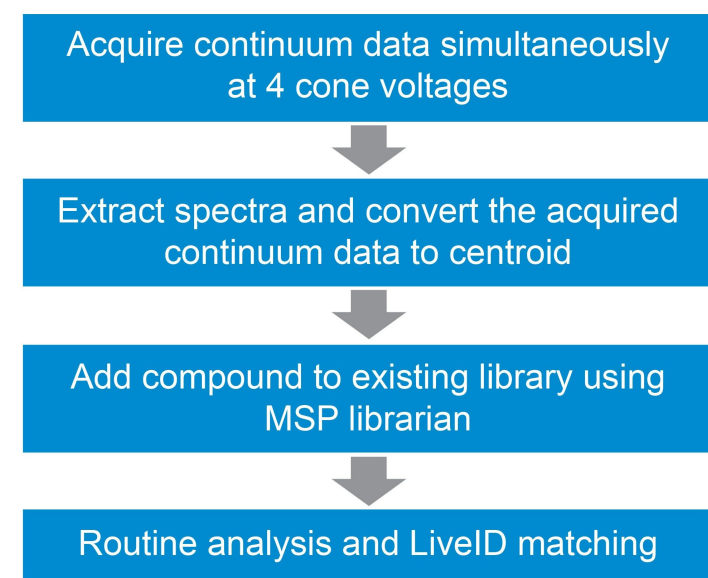 Acquire continuum data simultaneously
at 4 cone voltages
Extract spectra and convert the acquired
continuum data to centroid
Add compound to existing library using
MSP librarian
Routine analysis and LiveID matching